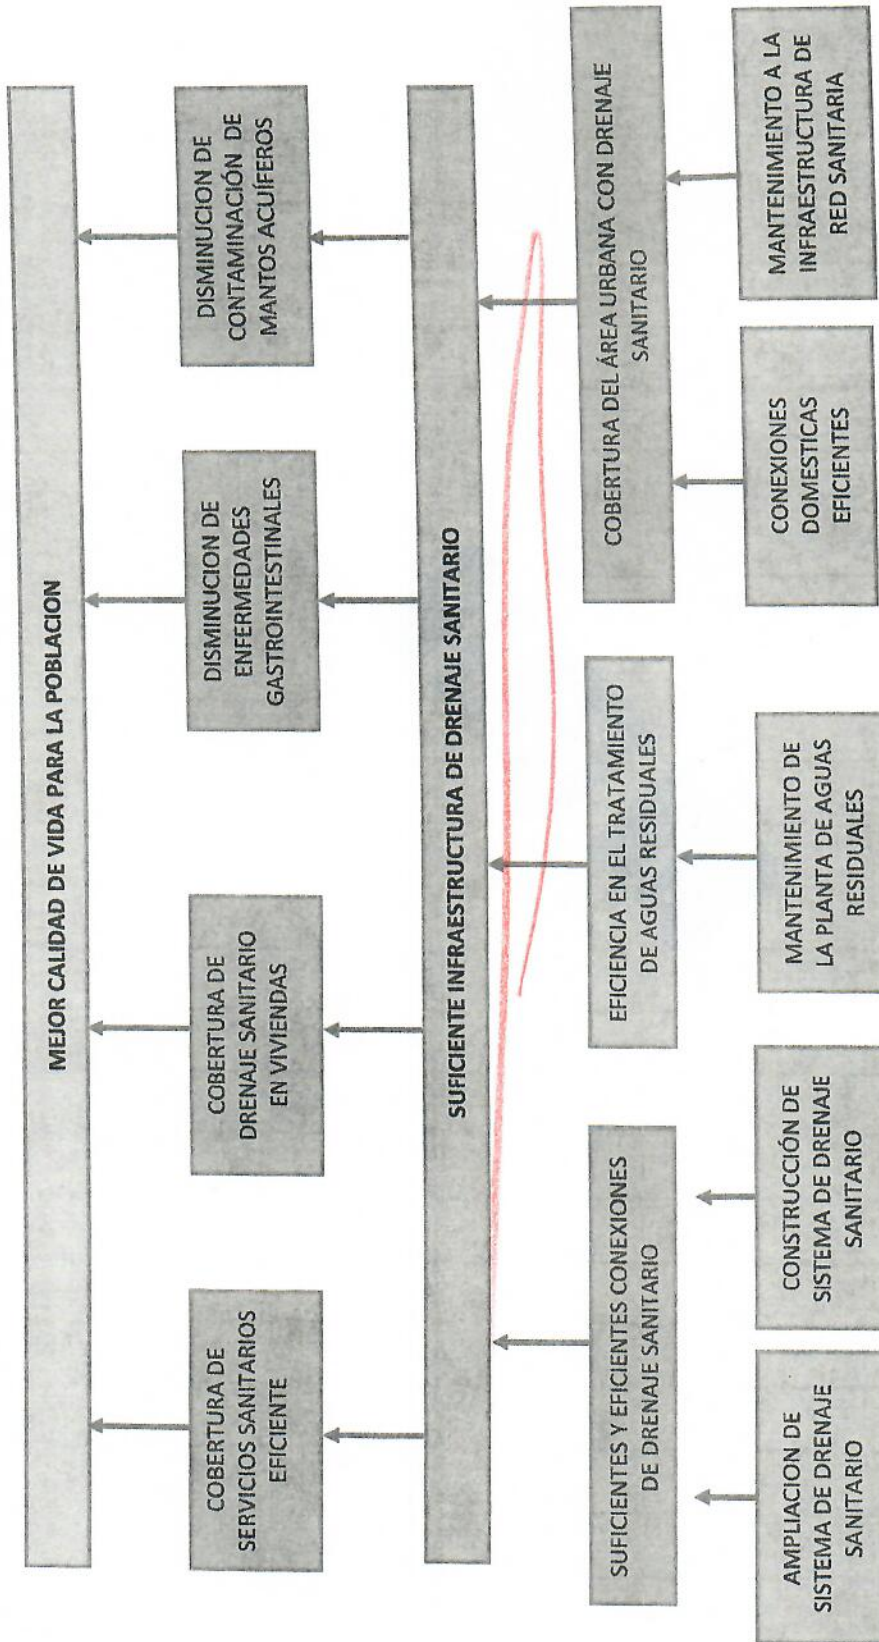 MEJOR CALIDAD DE VIDA PARA LA POBLACION
COBERTURA DE
SERVICIOS SANITARIOS
EFICIENTE
COBERTURA DE
DRENAJE SANITARIO
EN VIVIENDAS
DISMINUCION DE
ENFERMEDADES
GASTROINTESTINALES
DISMINUCION DE
CONTAMINACIÓN DE
MANTOS ACUÍFEROS
SUFICIENTE INFRAESTRUCTURA DE DRENAJE SANITARIO
SUFICIENTES Y EFICIENTES CONEXIONES
DE DRENAJE SANITARIO
EFICIENCIA EN EL TRATAMIENTO
DE AGUAS RESIDUALES
COBERTURA DEL ÁREA URBANA CON DRENAJE
SANITARIO
AMPLIACION DE
SISTEMA DE DRENAJE
SANITARIO
CONSTRUCCIÓN DE
SISTEMA DE DRENAJE
SANITARIO
MANTENIMIENTO DE
LA PLANTA DE AGUAS
RESIDUALES
CONEXIONES
DOMESTICAS
EFICIENTES
MANTENIMIENTO A LA
INFRAESTRUCTURA DE
RED SANITARIA